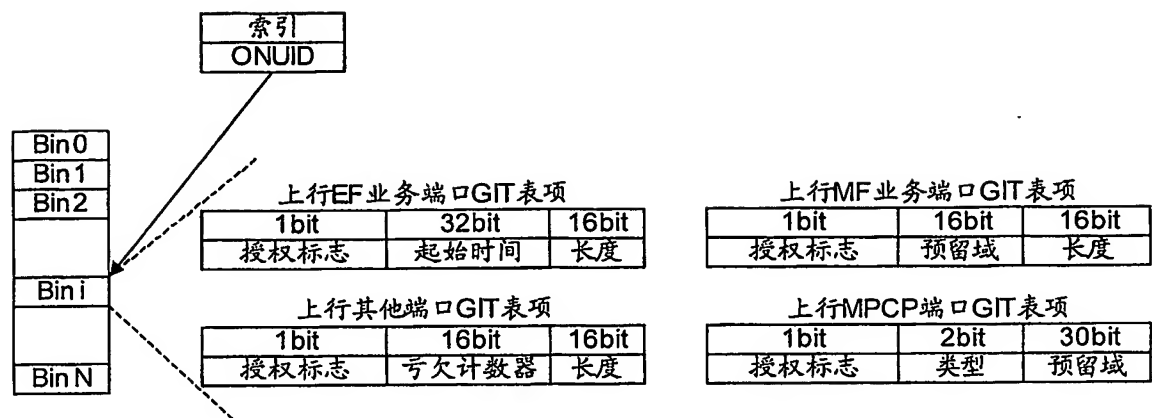 索引
ONUID
Bin0
Bin1
Bin2
Bin i
Bin N
上行EF业务端口GIT表项
1bit 32bit 16bit
授权标志 起始时间 长度
上行MF业务端口GIT表项
1bit 16bit 16bit
授权标志 预留域 长度
上行其他端口GIT表项
1bit 16bit 16bit
授权标志 亏欠计数器 长度
上行MPCP端口GIT表项
1bit 2bit 30bit
授权标志 类型 预留域